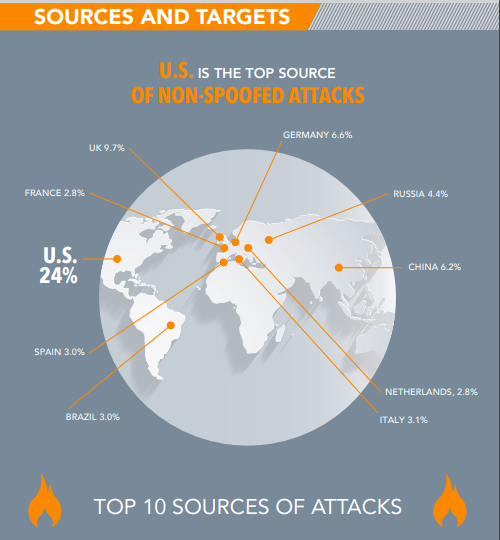 SOURCES AND TARGETS
U.S. IS THE TOP SOURCE
OF NON-SPOOFED ATTACKS
GERMANY 6.6%
UK 9.7%
FRANCE 2.8%
RUSSIA 4.4%
U.S.
24%
CHINA 6.2%
SPAIN 3.0%
NETHERLANDS, 2.8%
BRAZIL 3.0%
ITALY 3.1%
TOP 10 SOURCES OF ATTACKS